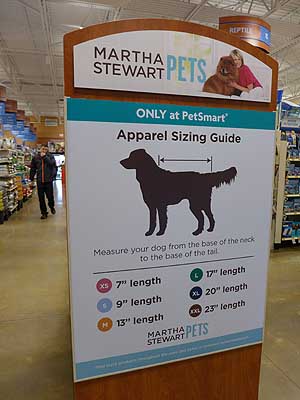 REPTILE
MARTHA
STEWART PETS
ONLY at PetSmart®
Apparel Sizing Guide
Measure your dog from the base of the neck
to the base of the tail.
XS 7" length
S 9" length
M 13" length
L 17" length
XL 20" length
XXL 23" length
MARTHA
STEWART PETS